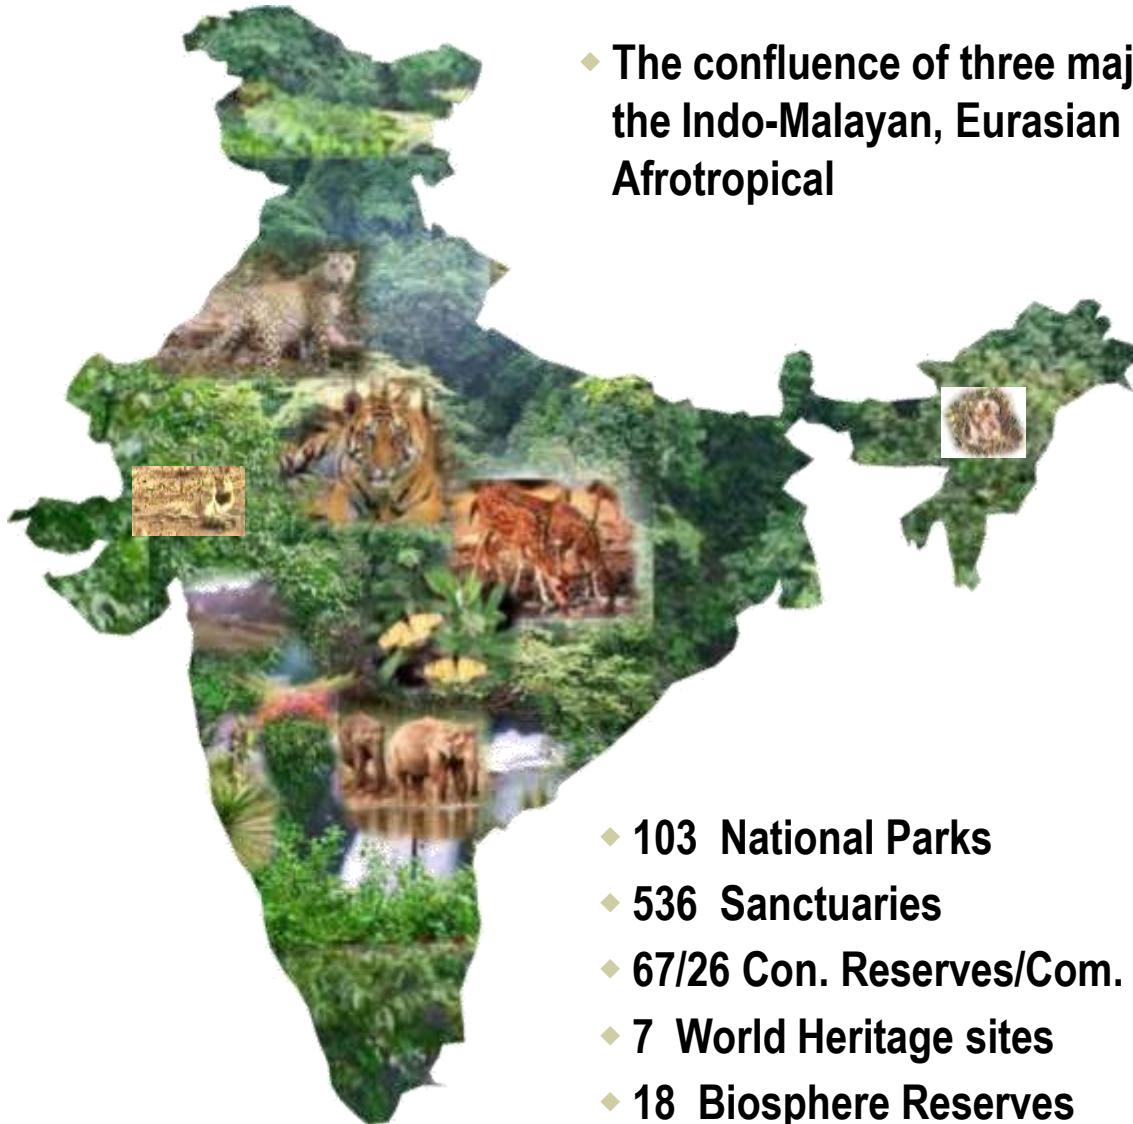 The confluence of three maj
the Indo-Malayan, Eurasian
Afrotropical
103 National Parks
536 Sanctuaries
67/26 Con. Reserves/Com.
7 World Heritage sites
18 Biosphere Reserves